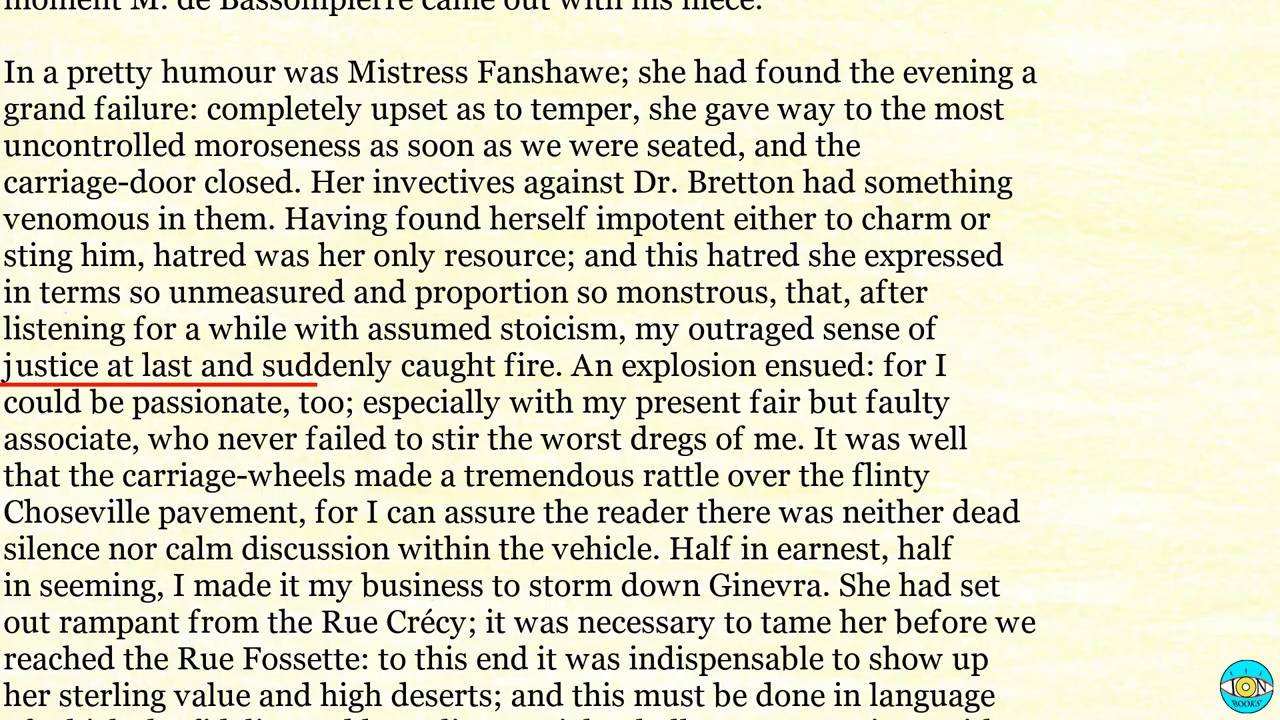 moment M. de Bassompierre came out with his niece.
In a pretty humour was Mistress Fanshawe; she had found the evening a
grand failure: completely upset as to temper, she gave way to the most
uncontrolled moroseness as soon as we were seated, and the
carriage-door closed. Her invectives against Dr. Bretton had something
venomous in them. Having found herself impotent either to charm or
sting him, hatred was her only resource; and this hatred she expressed
in terms so unmeasured and proportion so monstrous, that, after
listening for a while with assumed stoicism, my outraged sense of
justice at last and suddenly caught fire. An explosion ensued: for I
could be passionate, too; especially with my present fair but faulty
associate, who never failed to stir the worst dregs of me. It was well
that the carriage-wheels made a tremendous rattle over the flinty
Choseville pavement, for I can assure the reader there was neither dead
silence nor calm discussion within the vehicle. Half in earnest, half
in seeming, I made it my business to storm down Ginevra. She had set
out rampant from the Rue Crécy; it was necessary to tame her before we
reached the Rue Fossette: to this end it was indispensable to show up
her sterling value and high deserts; and this must be done in language
ION
BOOKS